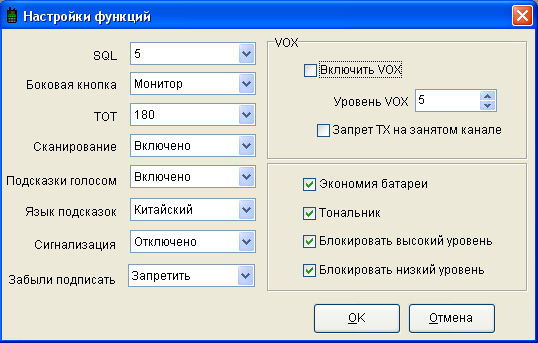 Настройки функций
SQL 5
Боковая кнопка Монитор
TOT 180
Сканирование Включено
Подсказки голосом Включено
Язык подсказок Китайский
Сигнализация Отключено
Забыли подписать Запретить
VOX
Включить VOX
Уровень VOX 5
Запрет TX на занятом канале
Экономия батареи
Тональник
Блокировать высокий уровень
Блокировать низкий уровень
OK Отмена